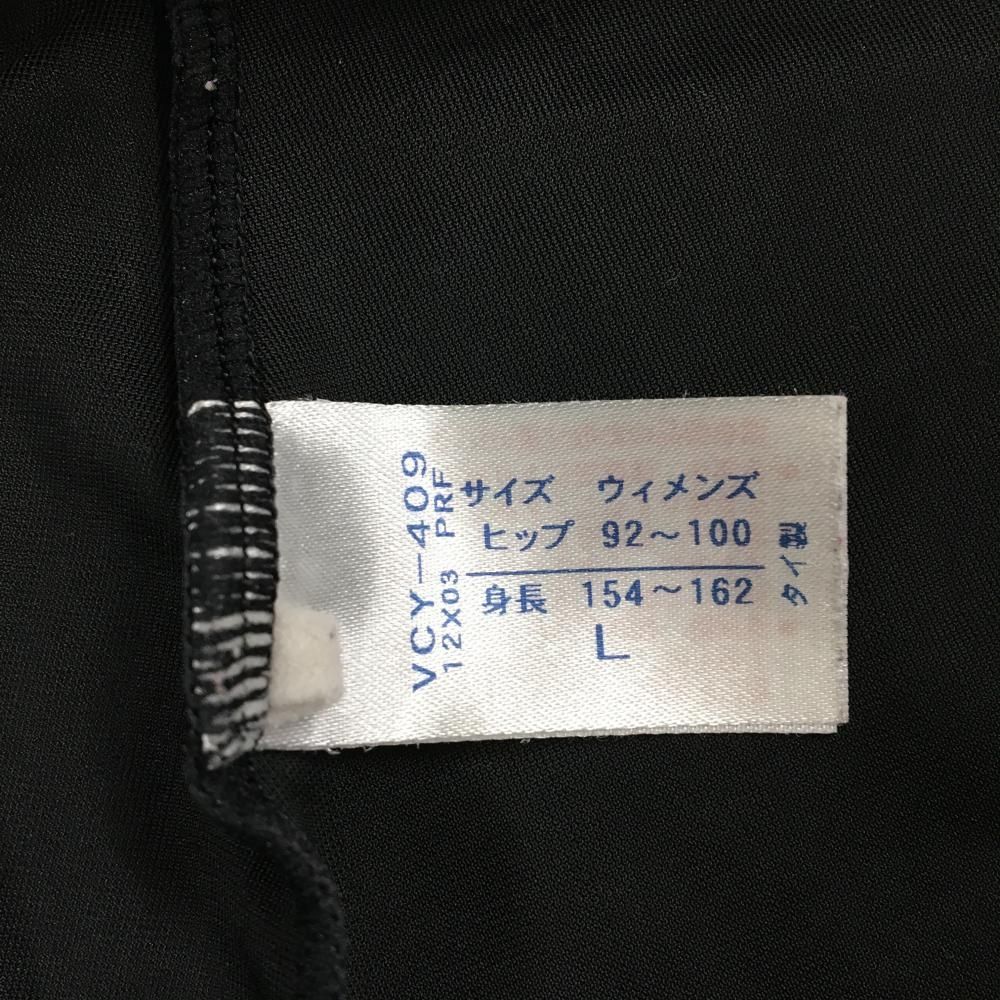 サイズ ウィメンズ
ヒップ 92～100
身長 154～162
L
タイ製
VCY-409
12X03 PRF